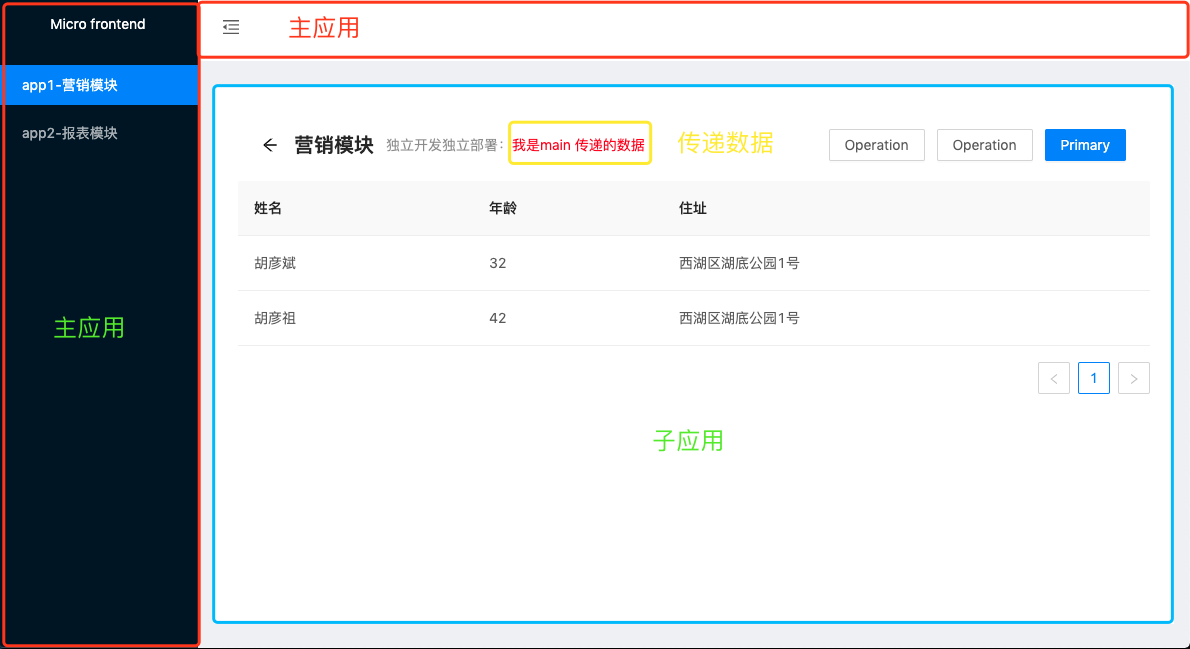 Micro frontend
主应用
app1-营销模块
app2-报表模块
主应用
营销模块 独立开发独立部署: 我是main 传递的数据 传递数据 Operation Operation Primary
姓名 年龄 住址
胡彦斌 32 西湖区湖底公园1号
胡彦祖 42 西湖区湖底公园1号
< 1 >
子应用